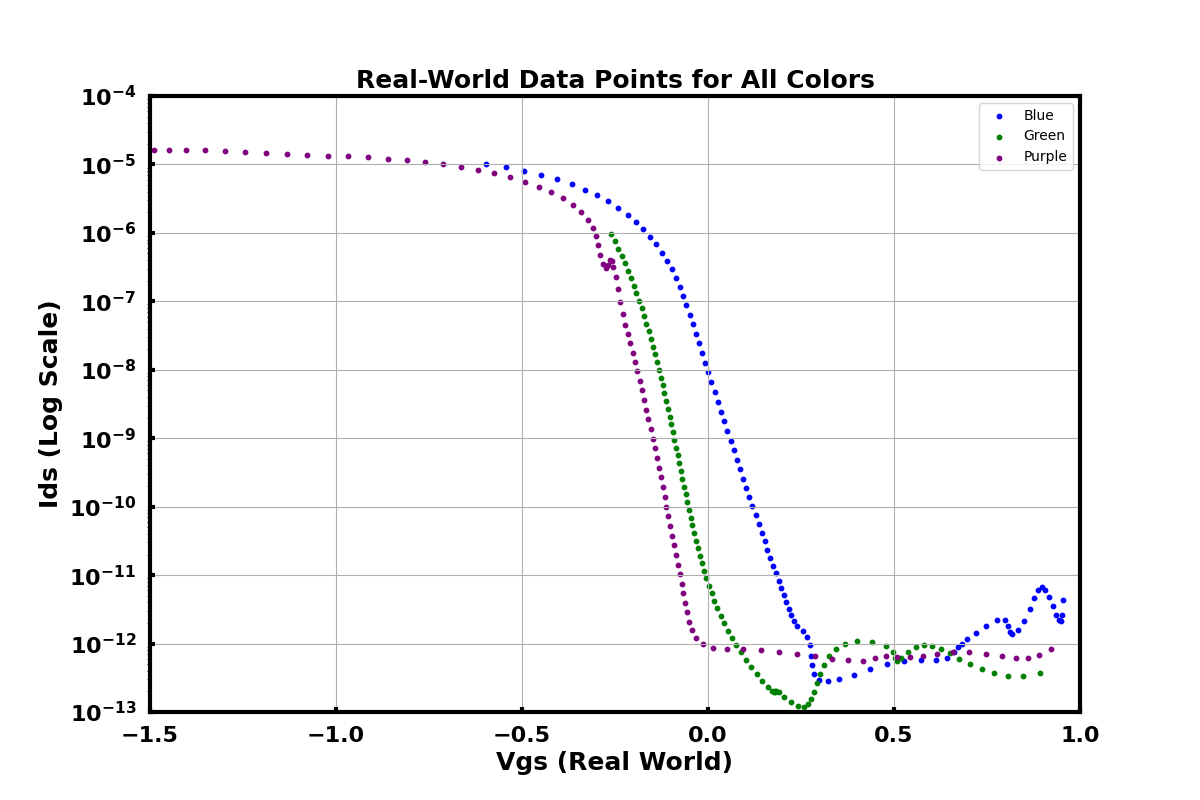 Real-World Data Points for All Colors
Blue
Green
Purple
Ids (Log Scale)
10⁻⁴
10⁻⁵
10⁻⁶
10⁻⁷
10⁻⁸
10⁻⁹
10⁻¹⁰
10⁻¹¹
10⁻¹²
10⁻¹³
−1.5 −1.0 −0.5 0.0 0.5 1.0
Vgs (Real World)